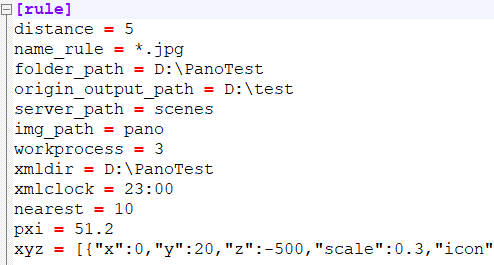 [rule]
distance = 5
name_rule = *.jpg
folder_path = D:\PanoTest
origin_output_path = D:\test
server_path = scenes
img_path = pano
workprocess = 3
xmldir = D:\PanoTest
xmlclock = 23:00
nearest = 10
pxi = 51.2
xyz = [{"x":0,"y":20,"z":-500,"scale":0.3,"icon"